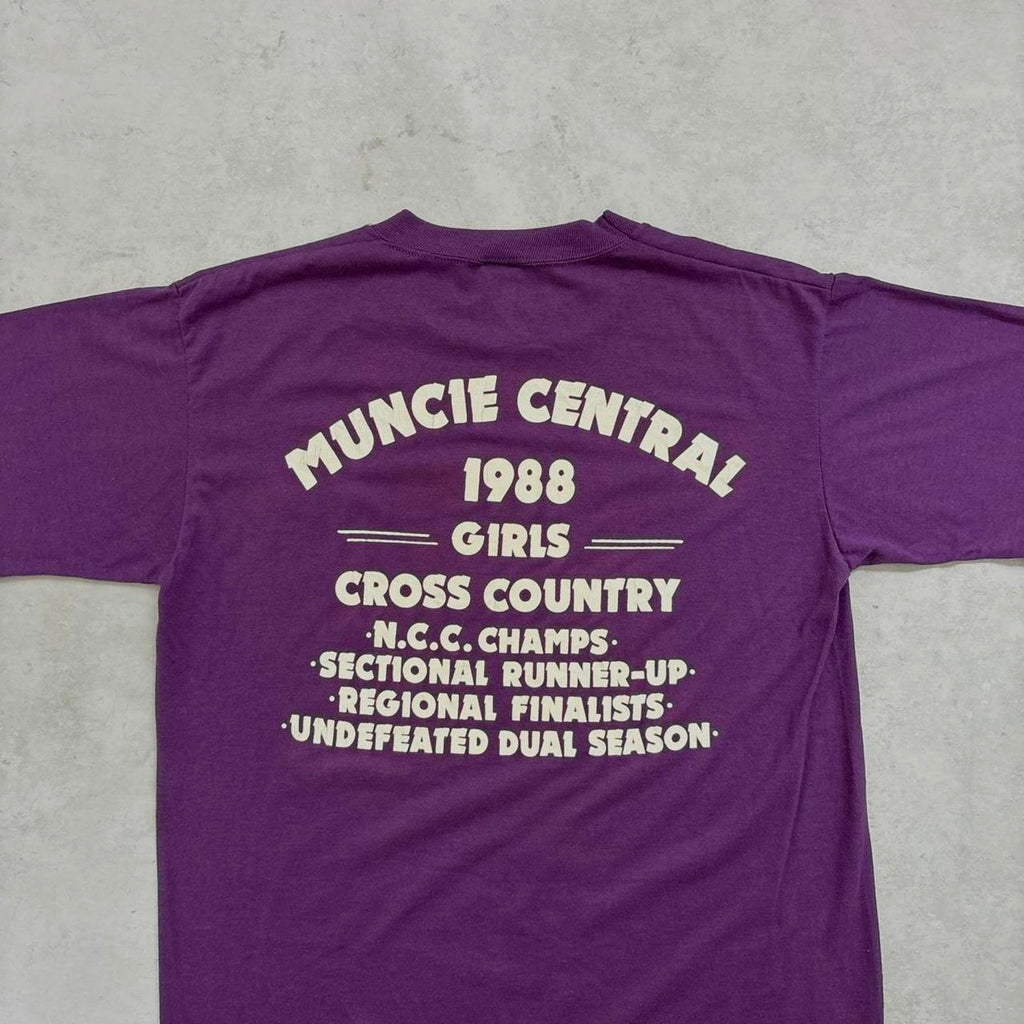 MUNCIE CENTRAL
1988
GIRLS
CROSS COUNTRY
·N.C.C. CHAMPS·
·SECTIONAL RUNNER-UP·
·REGIONAL FINALISTS·
·UNDEFEATED DUAL SEASON·